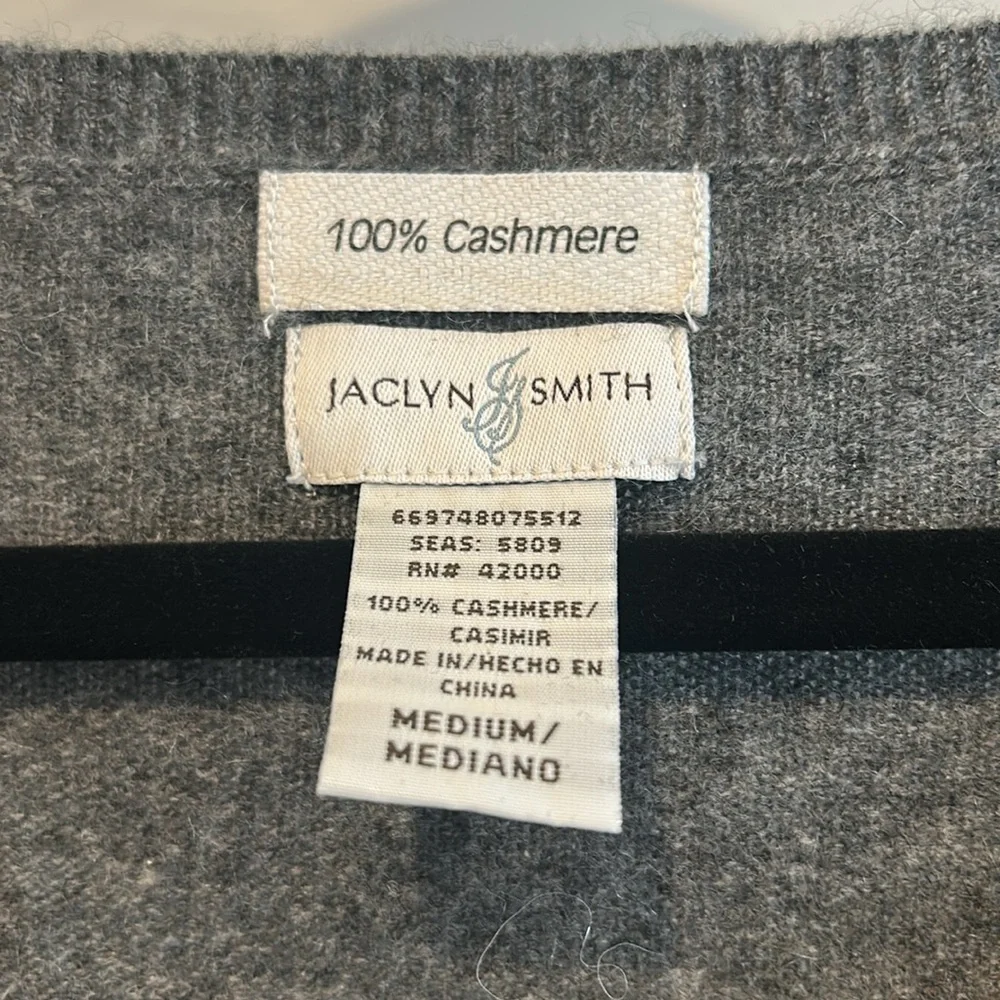 100% Cashmere
JACLYN SMITH
669748075512
SEAS: 5809
RN# 42000
100% CASHMERE/
CASIMIR
MADE IN/HECHO EN
CHINA
MEDIUM/
MEDIANO